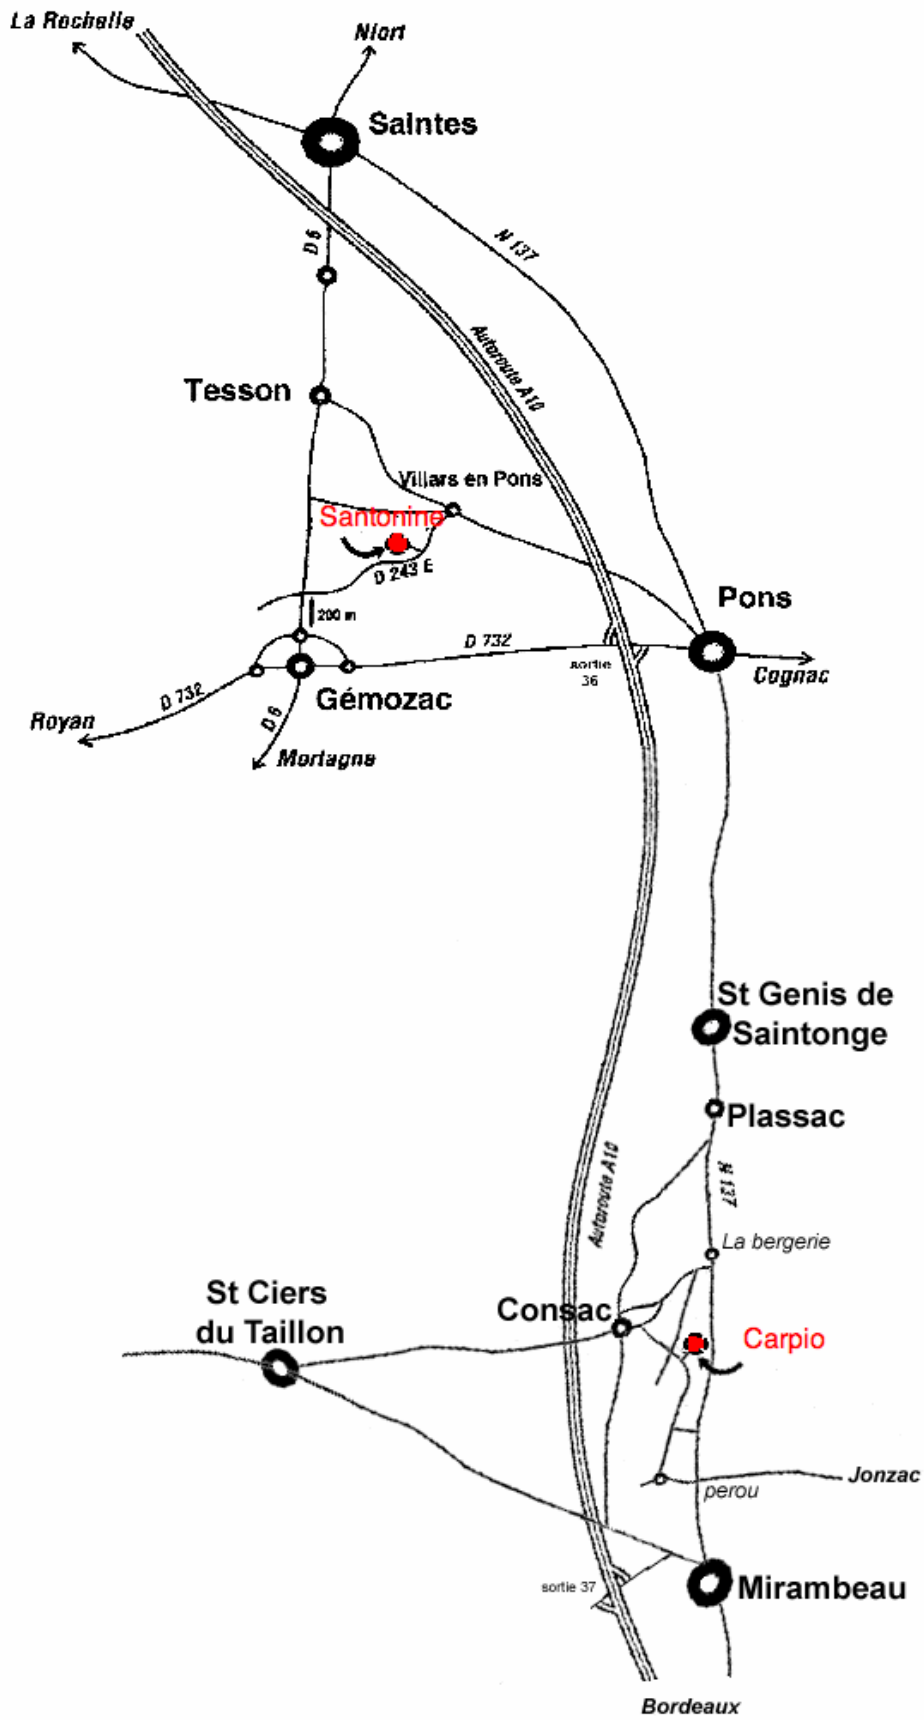 La Rochelle
Niort
Saintes
D 6
N 137
Autoroute A10
Tesson
Villars en Pons
Santonine
D 243 E
200 m
Pons
D 732
sortie
36
Cognac
Gémozac
D 732
Royan
D 6
Mortagne
St Genis de
Saintonge
Plassac
N 137
Autoroute A10
La bergerie
St Ciers
du Taillon
Consac
Carpio
Jonzac
perou
sortie 37
Mirambeau
Bordeaux